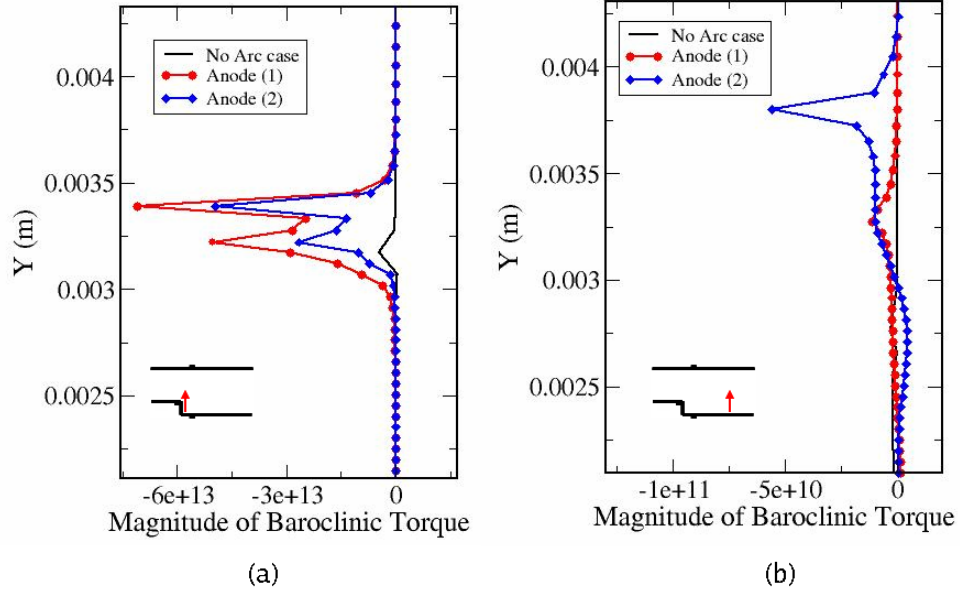 No Arc case
Anode (1)
Anode (2)
0.004
0.0035
0.003
0.0025
Y (m)
-6e+13
-3e+13
0
Magnitude of Baroclinic Torque
(a)
No Arc case
Anode (1)
Anode (2)
0.004
0.0035
0.003
0.0025
Y (m)
-1e+11
-5e+10
0
Magnitude of Baroclinic Torque
(b)